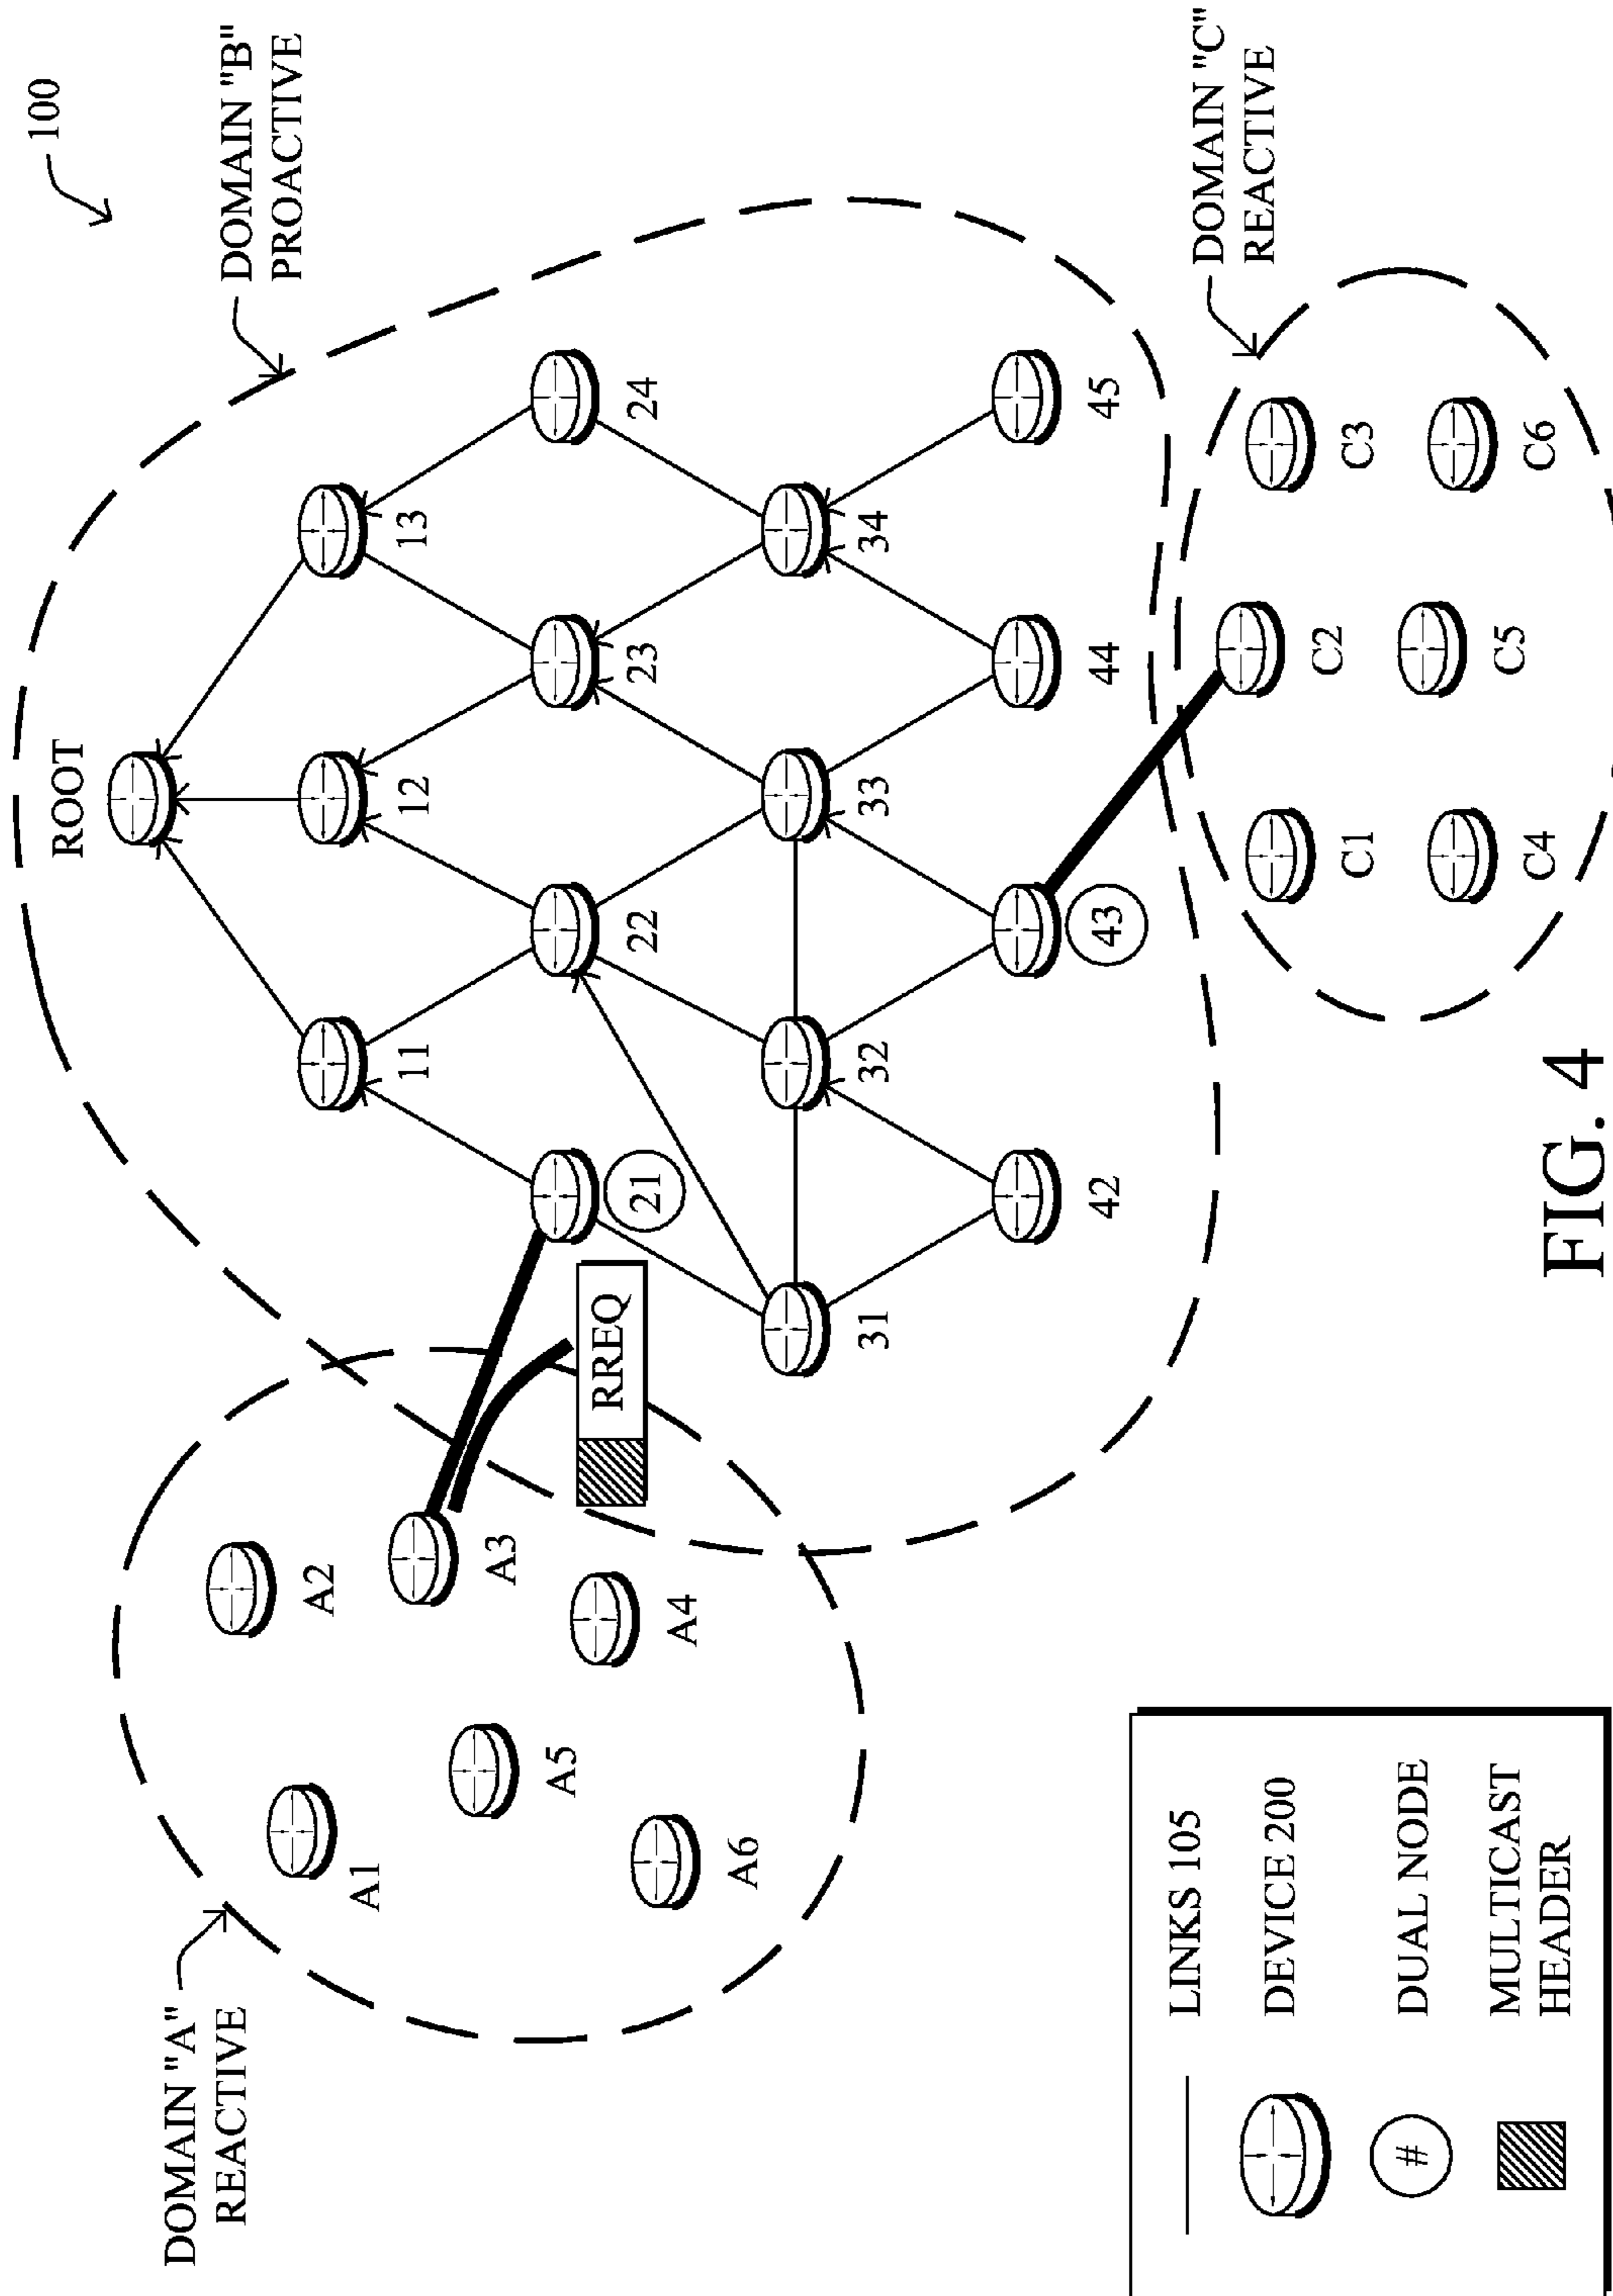 100
DOMAIN "B"
PROACTIVE
ROOT
11
12
13
21
22
23
24
31
32
33
34
42
43
44
45
DOMAIN "A"
REACTIVE
A1
A2
A3
A4
A5
A6
RREQ
DOMAIN "C"
REACTIVE
C1
C2
C3
C4
C5
C6
LINKS 105
DEVICE 200
# DUAL NODE
MULTICAST
HEADER
FIG. 4